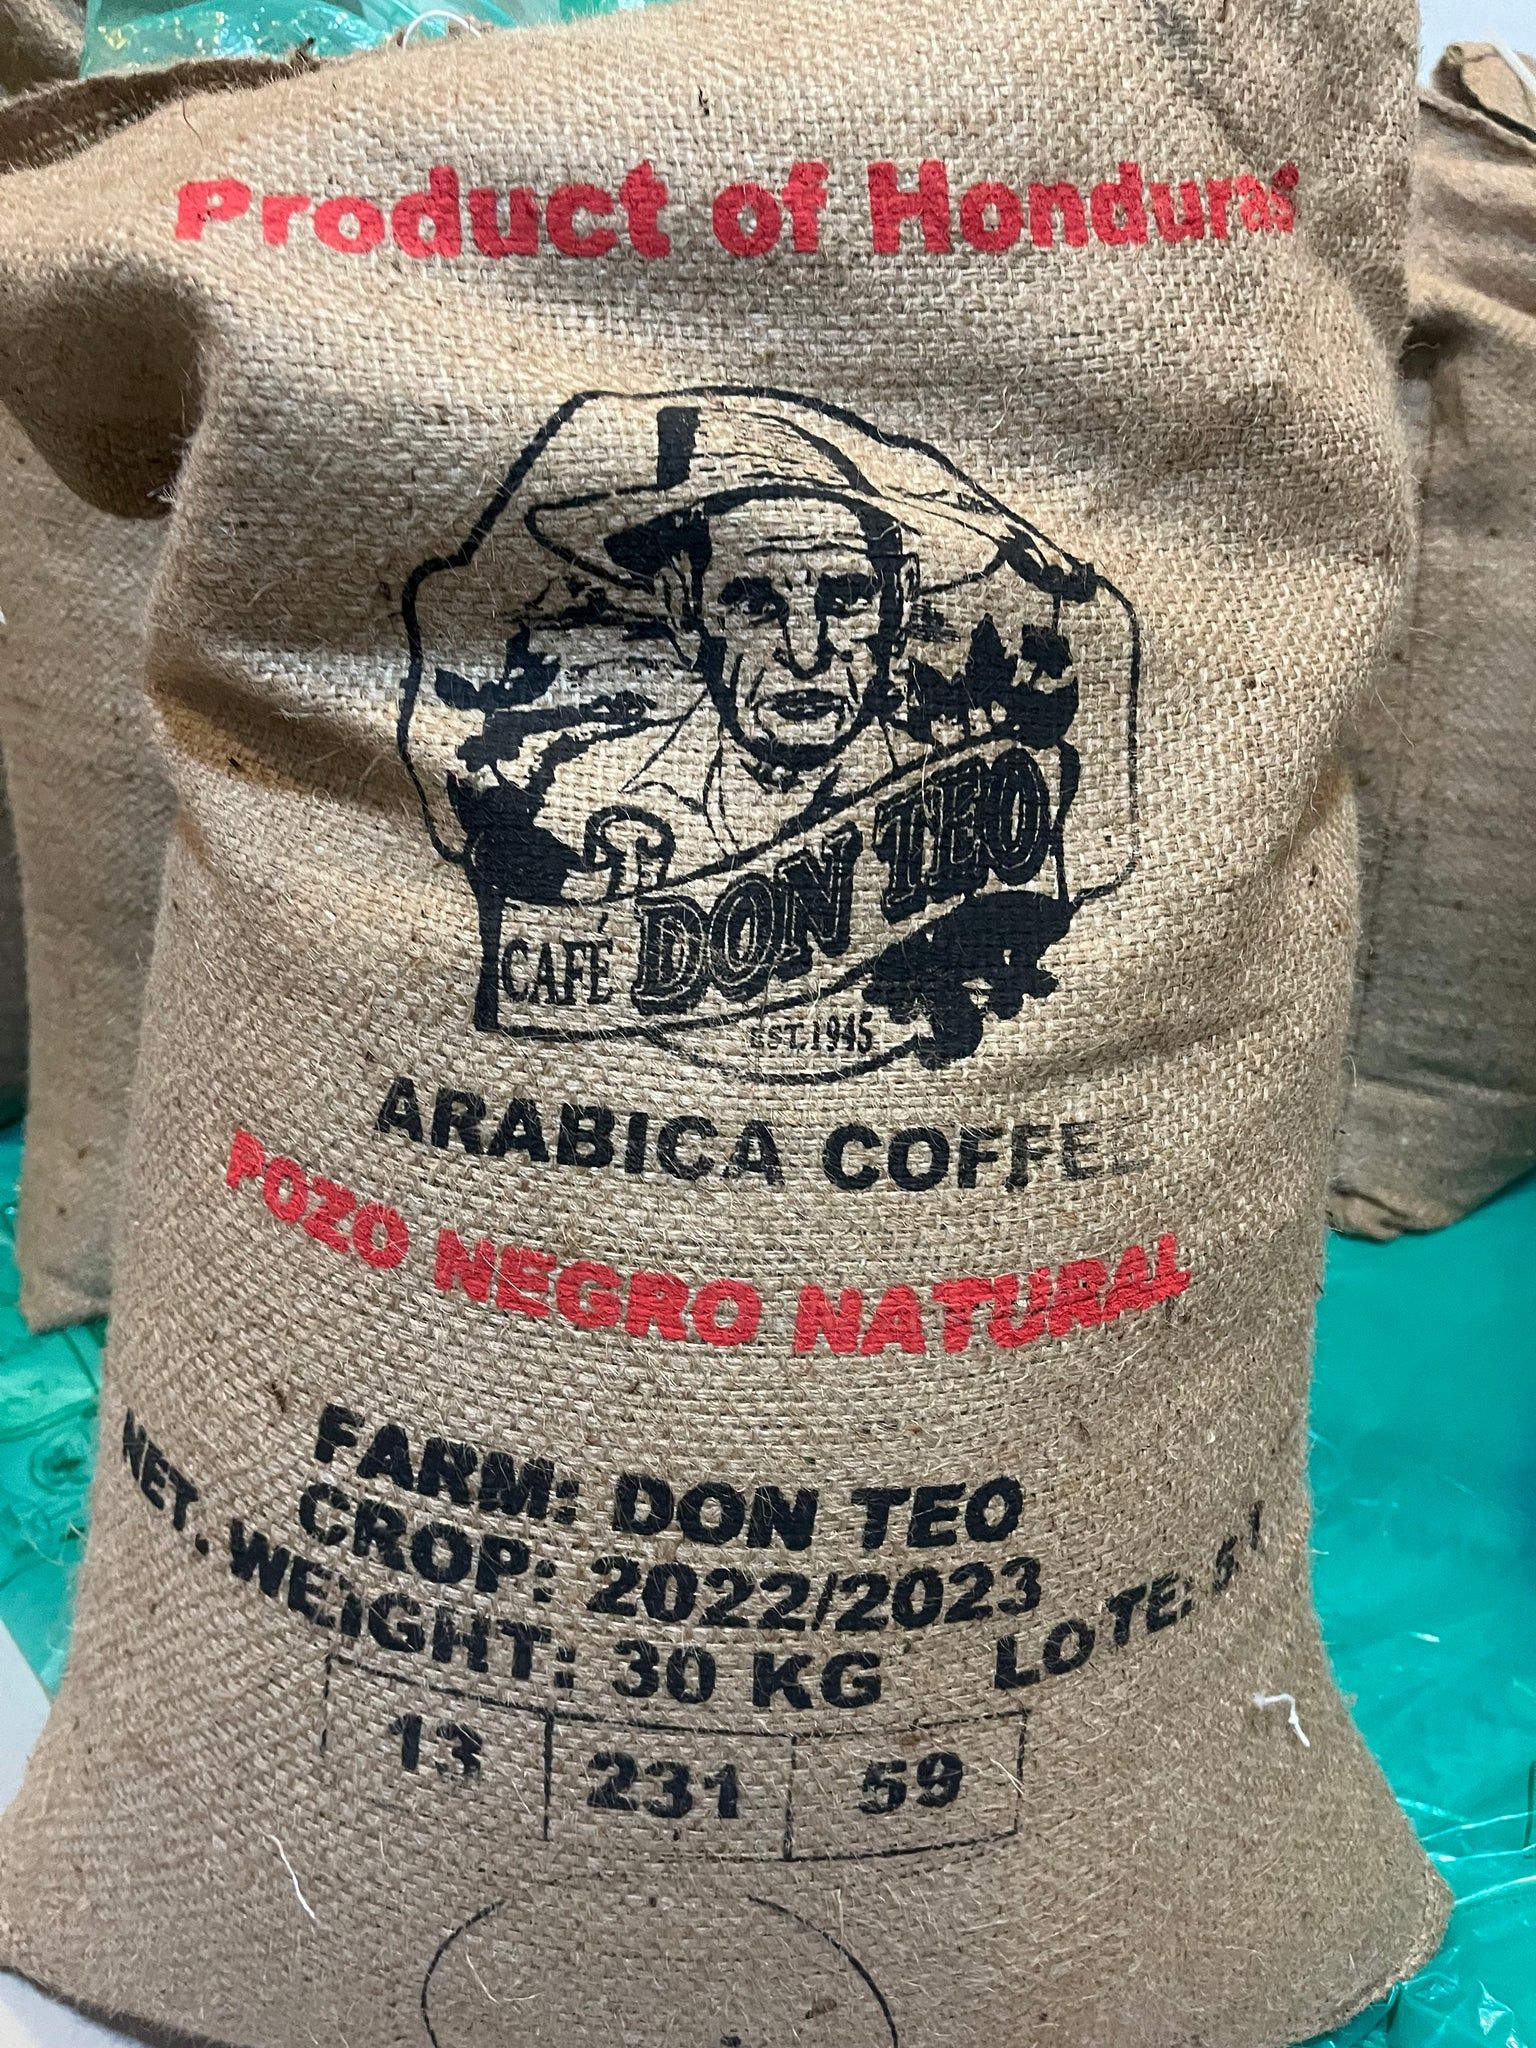 Product of Honduras
CAFÉ DON TEO
EST. 1945
ARABICA COFFEE
POZO NEGRO NATURAL
FARM: DON TEO
CROP: 2022/2023
NET. WEIGHT: 30 KG LOTE:
13 231 59